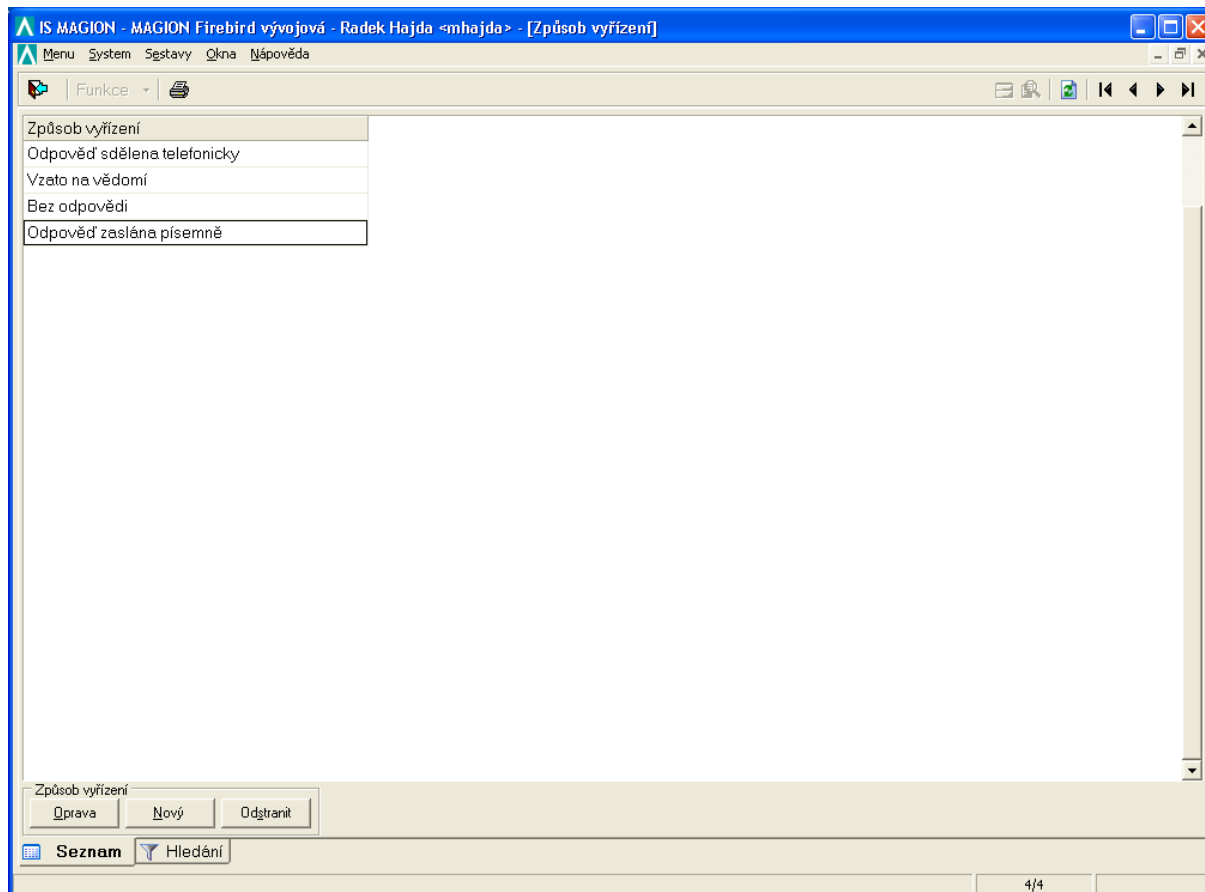 IS MAGION - MAGION Firebird vývojová - Radek Hajda <mhajda> - [Způsob vyřízení]
Menu System Sestavy Okna Nápověda
Funkce
Způsob vyřízení
Odpověď sdělena telefonicky
Vzato na vědomí
Bez odpovědi
Odpověď zaslána písemně
Způsob vyřízení
Oprava Nový Odstranit
Seznam Hledání
4/4